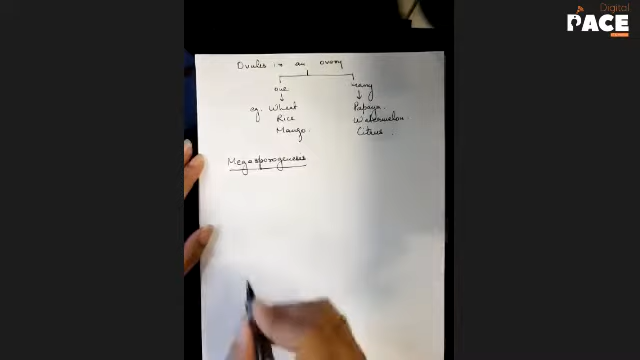 Digital
PACE
Ovules in an ovary
one many
eg. Wheat Papaya.
Rice Watermelon
Mango. Citrus.
Megasporogenesis